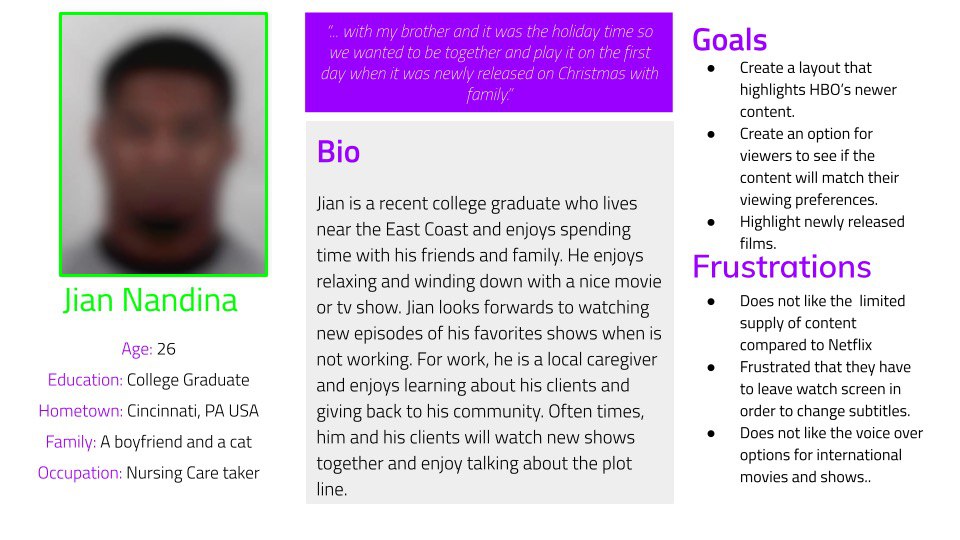 "... with my brother and it was the holiday time so
we wanted to be together and play it on the first
day when it was newly released on Christmas with
family."
Jian Nandina
Age: 26
Education: College Graduate
Hometown: Cincinnati, PA USA
Family: A boyfriend and a cat
Occupation: Nursing Care taker
Bio
Jian is a recent college graduate who lives
near the East Coast and enjoys spending
time with his friends and family. He enjoys
relaxing and winding down with a nice movie
or tv show. Jian looks forwards to watching
new episodes of his favorites shows when is
not working. For work, he is a local caregiver
and enjoys learning about his clients and
giving back to his community. Often times,
him and his clients will watch new shows
together and enjoy talking about the plot
line.
Goals
● Create a layout that
highlights HBO's newer
content.
● Create an option for
viewers to see if the
content will match their
viewing preferences.
● Highlight newly released
films.
Frustrations
● Does not like the limited
supply of content
compared to Netflix
● Frustrated that they have
to leave watch screen in
order to change subtitles.
● Does not like the voice over
options for international
movies and shows..